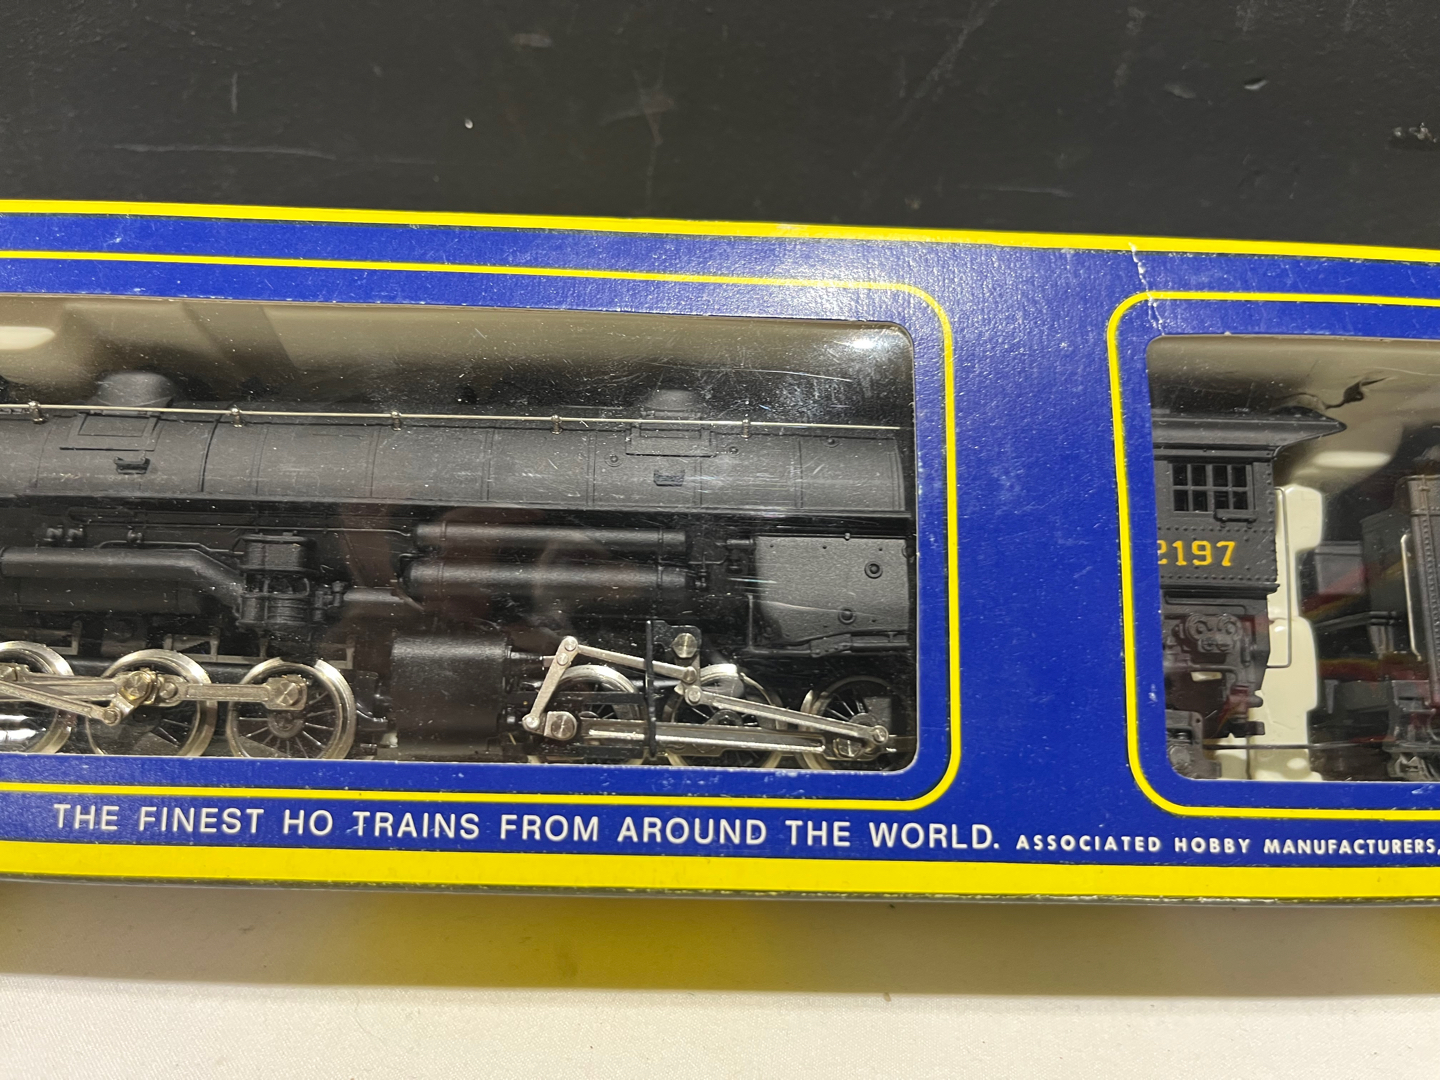 2197
THE FINEST HO TRAINS FROM AROUND THE WORLD. ASSOCIATED HOBBY MANUFACTURERS,